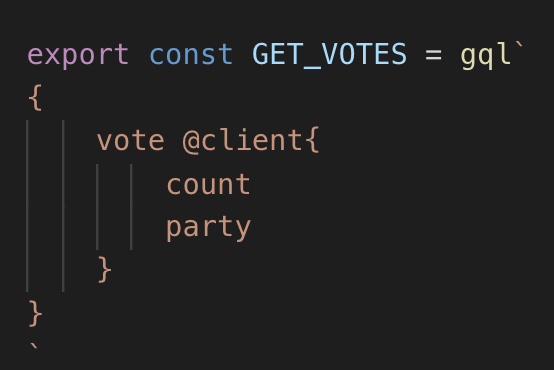 export const GET_VOTES = gql`
{
vote @client{
count
party
}
}
`